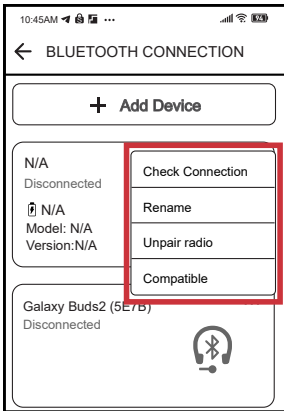 10:45AM ... 94
BLUETOOTH CONNECTION
+ Add Device
N/A
Disconnected
N/A
Model: N/A
Version:N/A
Check Connection
Rename
Unpair radio
Compatible
Galaxy Buds2 (5E7B)
Disconnected